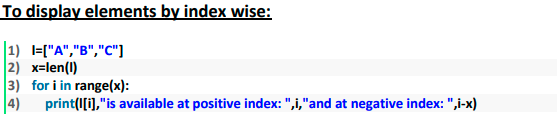 To display elements by index wise:
1) l=["A","B","C"]
2) x=len(l)
3) for i in range(x):
4)     print(l[i],"is available at positive index: ",i,"and at negative index: ",i-x)